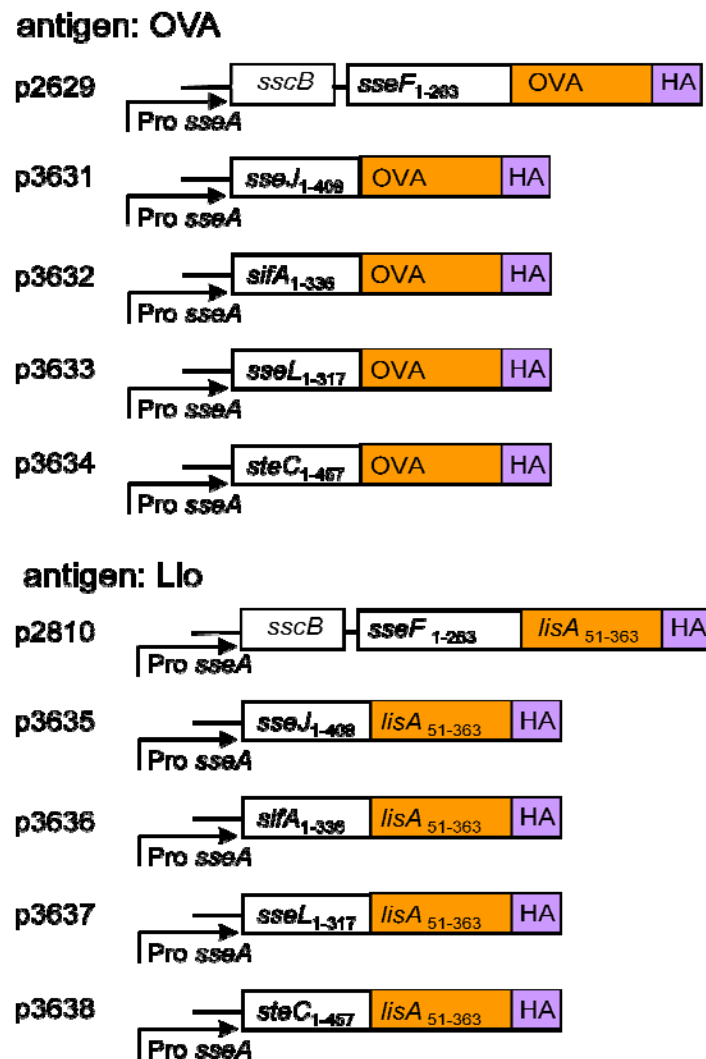 antigen: OVA
p2629 sscB sseF1-263 OVA HA
Pro sseA
p3631 sseJ1-408 OVA HA
Pro sseA
p3632 sifA1-336 OVA HA
Pro sseA
p3633 sseL1-317 OVA HA
Pro sseA
p3634 steC1-457 OVA HA
Pro sseA
antigen: Llo
p2810 sscB sseF 1-263 lisA 51-363 HA
Pro sseA
p3635 sseJ1-408 lisA 51-363 HA
Pro sseA
p3636 sifA1-336 lisA 51-363 HA
Pro sseA
p3637 sseL1-317 lisA 51-363 HA
Pro sseA
p3638 steC1-457 lisA 51-363 HA
Pro sseA